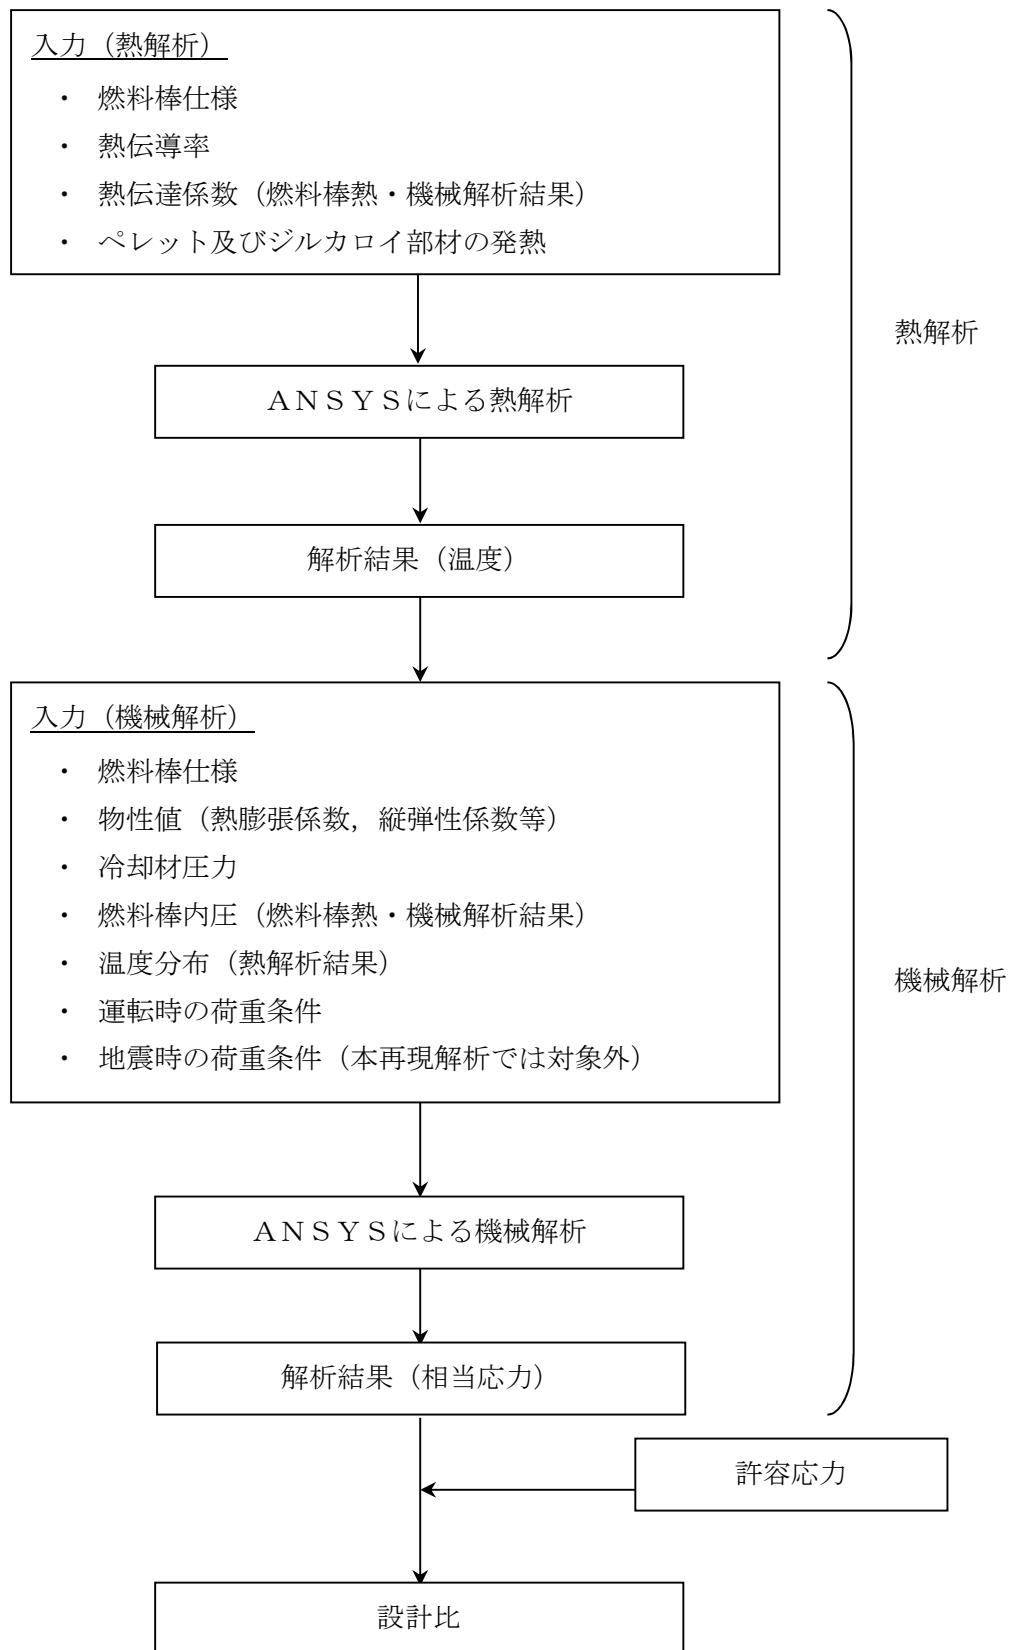 入力（熱解析）
・ 燃料棒仕様
・ 熱伝導率
・ 熱伝達係数（燃料棒熱・機械解析結果）
・ ペレット及びジルカロイ部材の発熱
熱解析
ＡＮＳＹＳによる熱解析
解析結果（温度）
入力（機械解析）
・ 燃料棒仕様
・ 物性値（熱膨張係数，縦弾性係数等）
・ 冷却材圧力
・ 燃料棒内圧（燃料棒熱・機械解析結果）
・ 温度分布（熱解析結果）
・ 運転時の荷重条件
・ 地震時の荷重条件（本再現解析では対象外）
機械解析
ＡＮＳＹＳによる機械解析
解析結果（相当応力）
許容応力
設計比